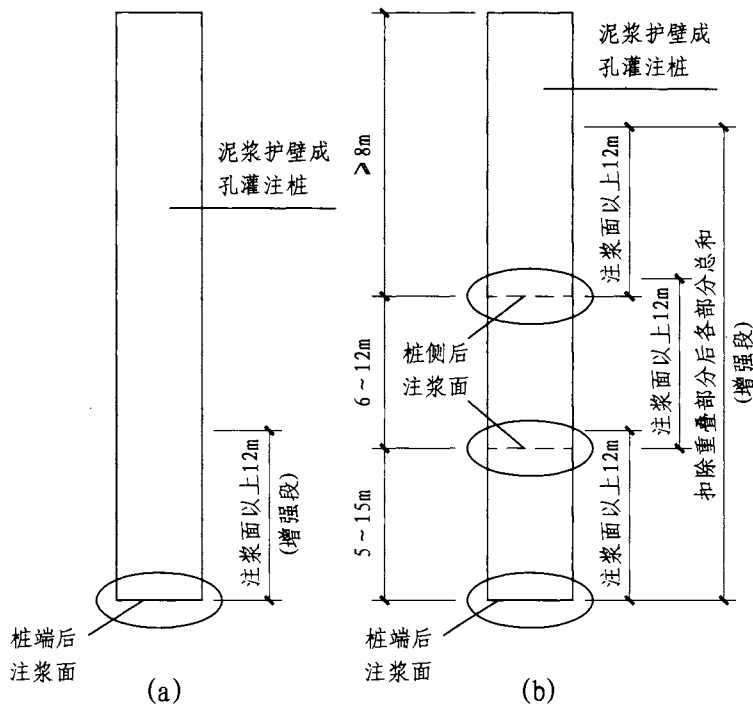 泥浆护壁成
孔灌注桩
注浆面以上12m
(增强段)
桩端后
注浆面
(a)
泥浆护壁成
孔灌注桩
≥8m
6~12m
5~15m
注浆面以上12m
注浆面以上12m
注浆面以上12m
扣除重叠部分后各部分总和
(增强段)
桩侧后
注浆面
桩端后
注浆面
(b)